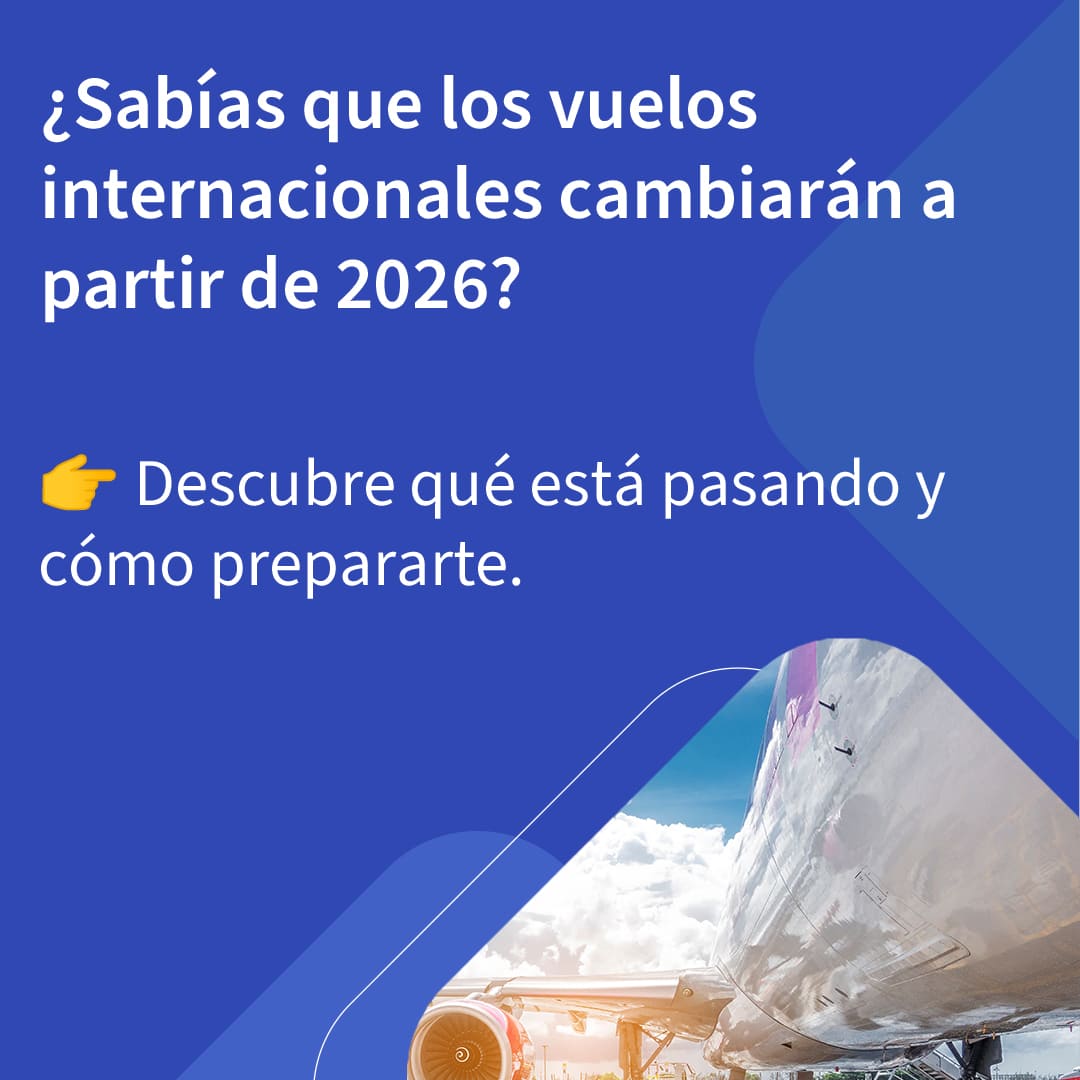 ¿Sabías que los vuelos
internacionales cambiarán a
partir de 2026?
👉 Descubre qué está pasando y
cómo prepararte.